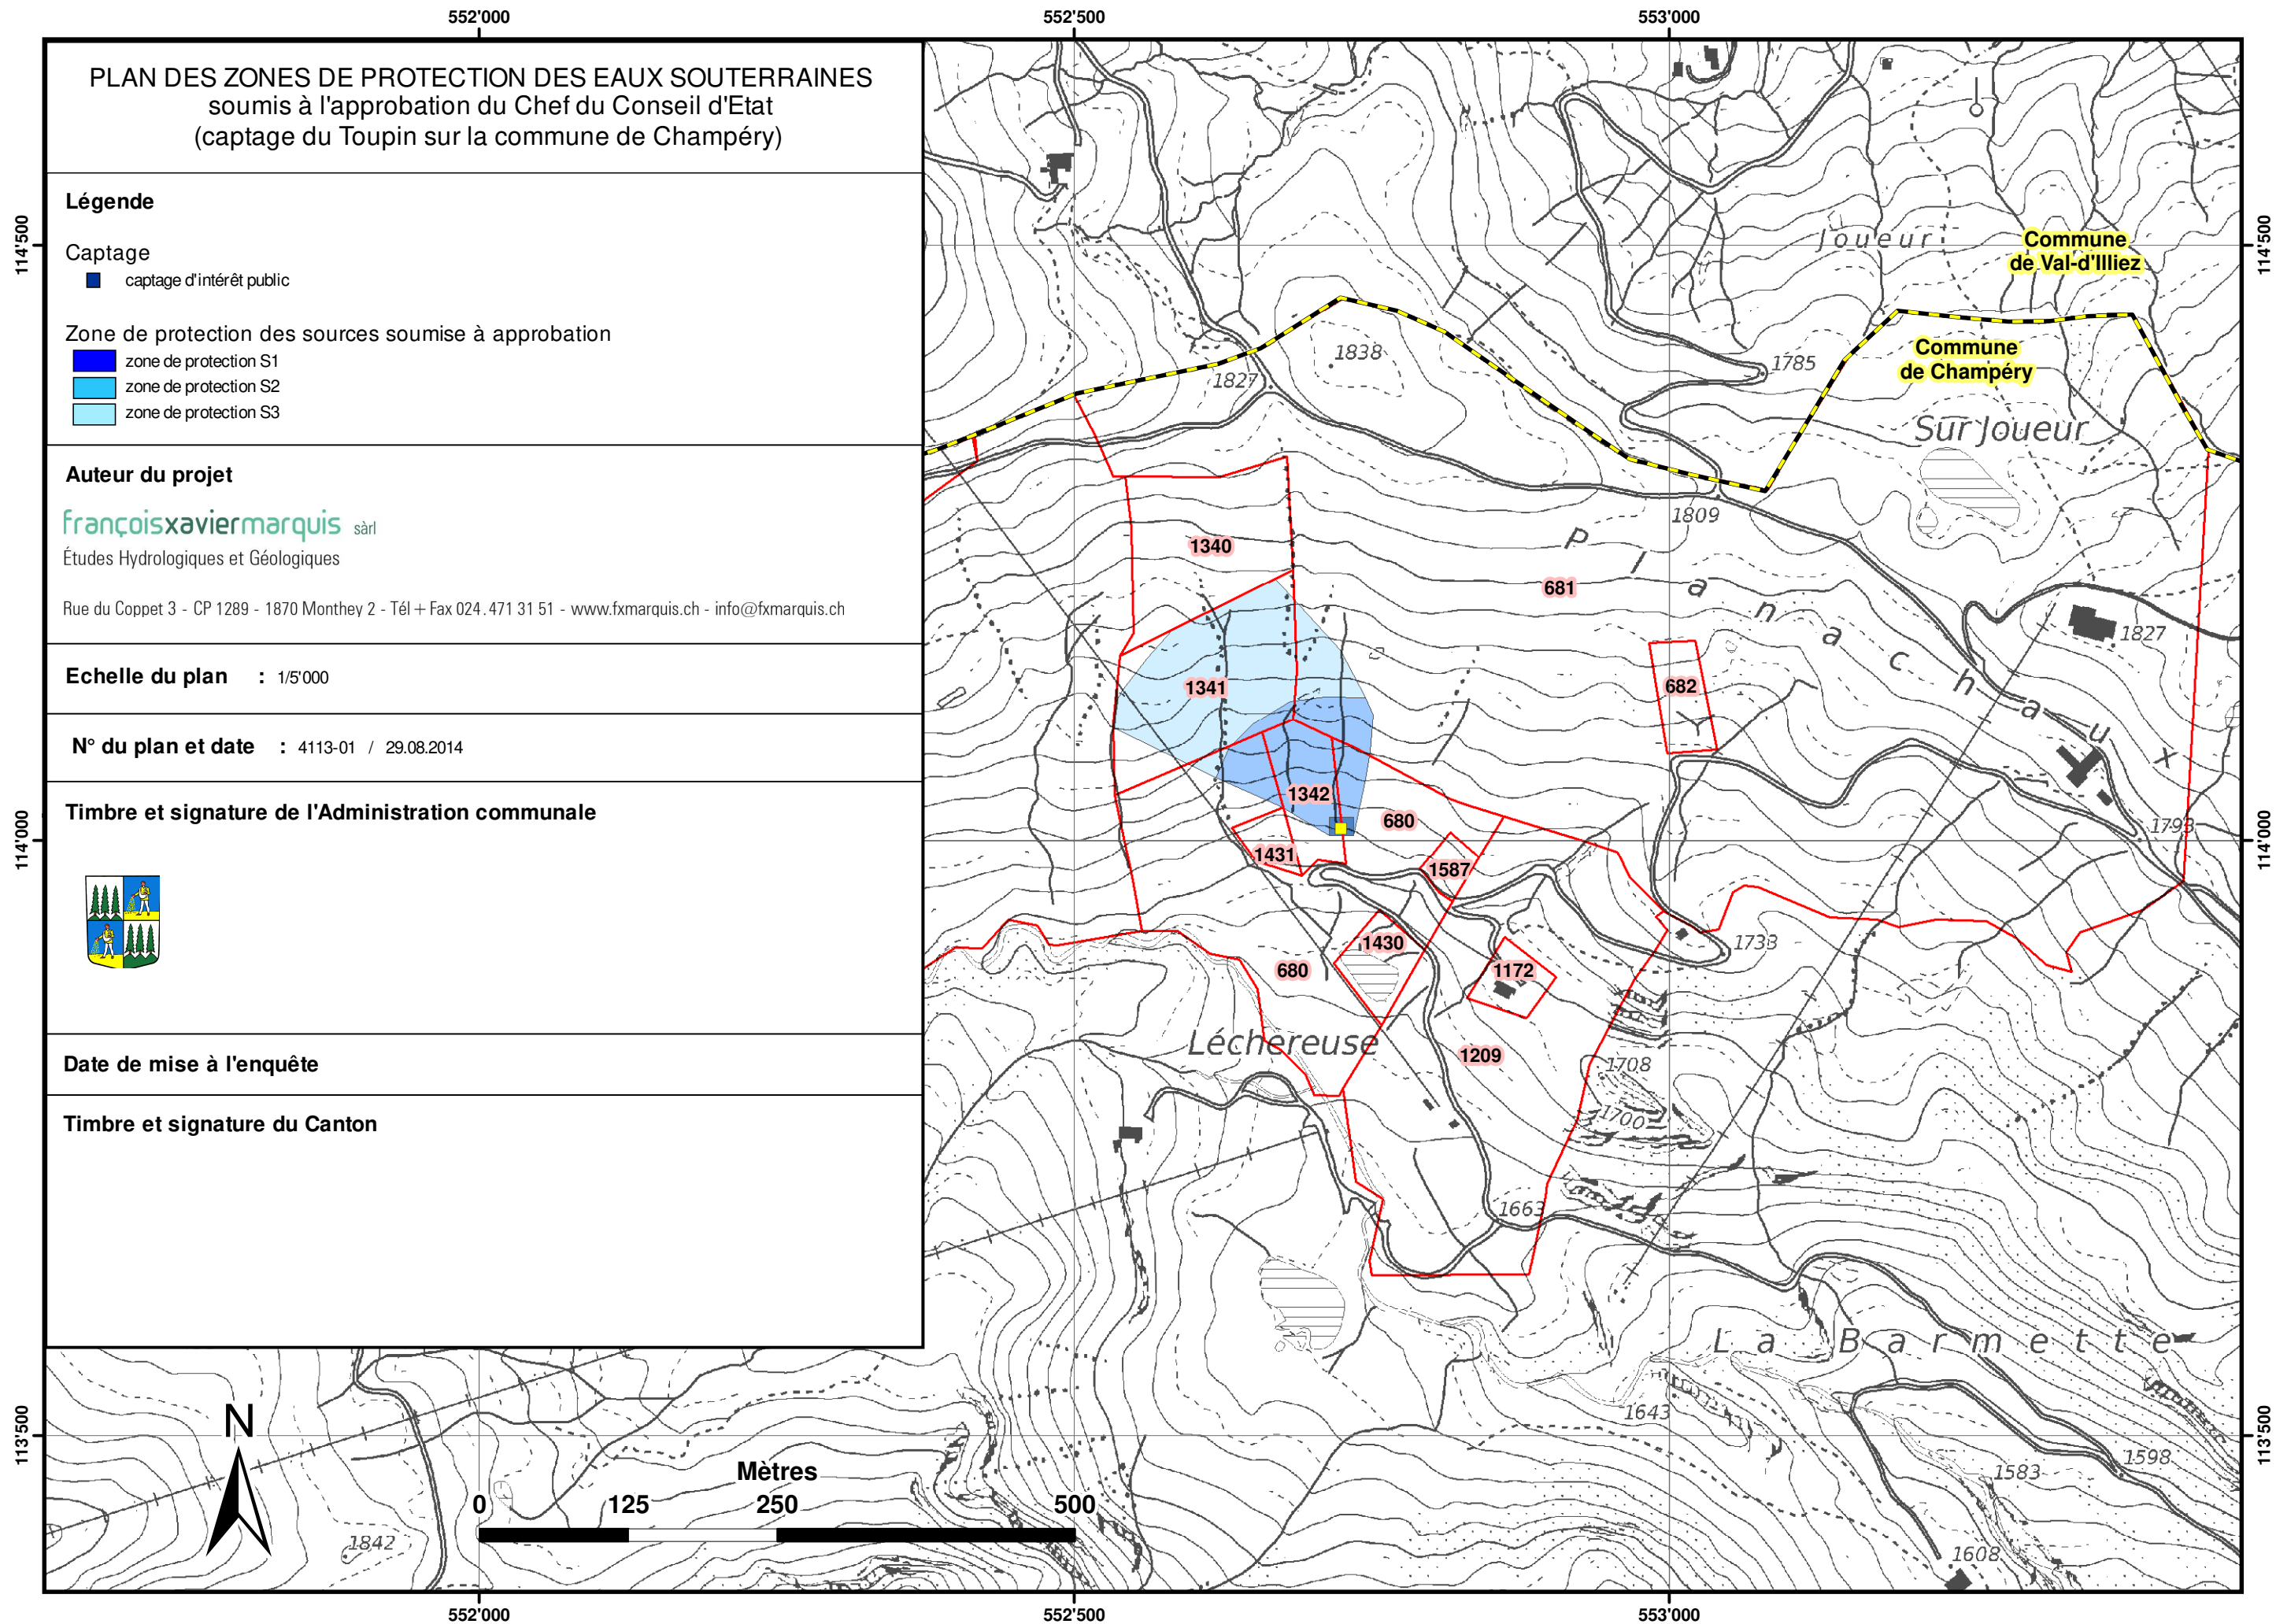 552'000
552'500
553'000
PLAN DES ZONES DE PROTECTION DES EAUX SOUTERRAINES
soumis à l'approbation du Chef du Conseil d'Etat
(captage du Toupin sur la commune de Champéry)
Légende
Captage
captage d'intérêt public
Zone de protection des sources soumise à approbation
zone de protection S1
zone de protection S2
zone de protection S3
Auteur du projet
françoisxaviermarquis sàrl
Études Hydrologiques et Géologiques
Rue du Coppet 3 - CP 1289 - 1870 Monthey 2 - Tél + Fax 024.471 31 51 - www.fxmarquis.ch - info@fxmarquis.ch
Echelle du plan : 1/5'000
N° du plan et date : 4113-01 / 29.08.2014
Timbre et signature de l'Administration communale
Date de mise à l'enquête
Timbre et signature du Canton
114'500
114'000
113'500
Joueur
Commune
de Val-d'Illiez
Commune
de Champéry
Sur Joueur
1838
1827
1785
1809
1340
681
Planachaux
1827
1341
682
1342
680
1793
1431
1587
1430
680
1172
1733
Léchereuse
1209
1708
1700
1663
La Barmette
1643
1598
1583
1608
1842
N
Mètres
0 125 250 500
114'500
114'000
113'500
552'000
552'500
553'000